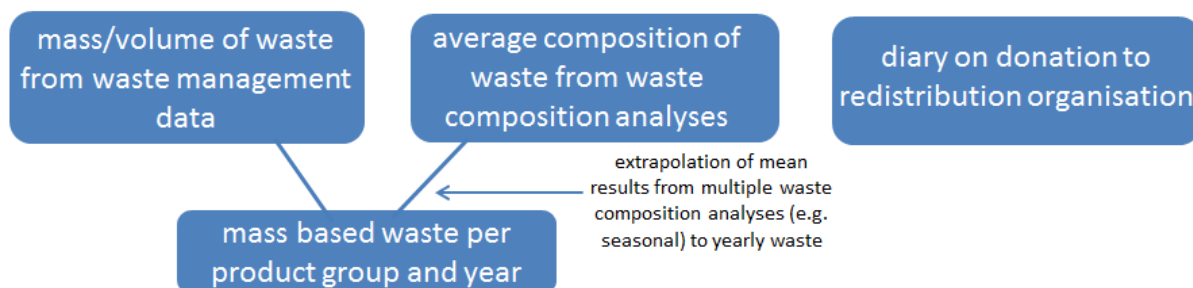 mass/volume of waste
from waste management
data
average composition of
waste from waste
composition analyses
diary on donation to
redistribution organisation
extrapolation of mean
results from multiple waste
composition analyses (e.g.
seasonal) to yearly waste
mass based waste per
product group and year